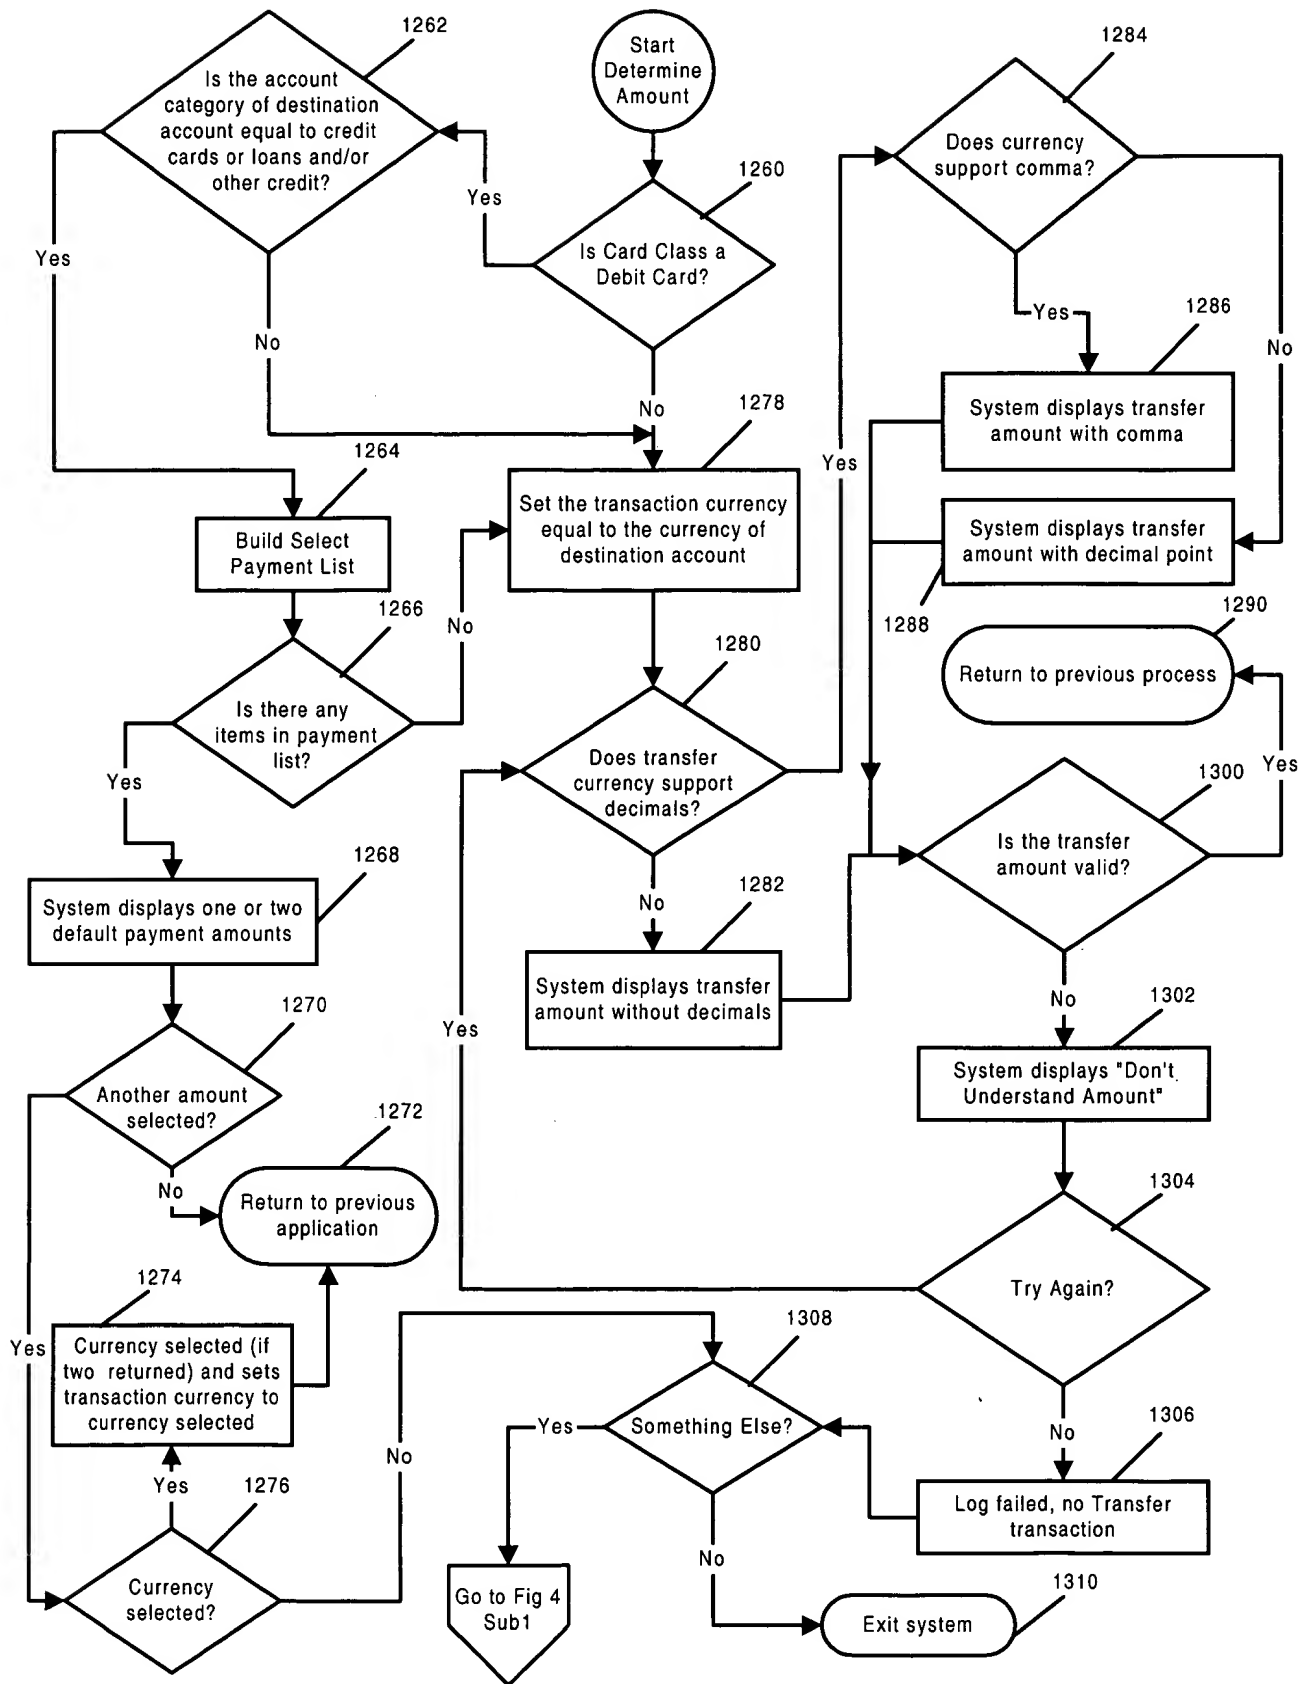 1262
Is the account
category of destination
account equal to credit
cards or loans and/or
other credit?
Start
Determine
Amount
1284
Does currency
support comma?
1260
Is Card Class a
Debit Card?
Yes
Yes
No
No
Yes
No
1286
System displays transfer
amount with comma
1278
Set the transaction currency
equal to the currency of
destination account
Yes
1264
Build Select
Payment List
System displays transfer
amount with decimal point
1288
1290
Return to previous process
1266
Is there any
items in payment
list?
No
Yes
1280
Does transfer
currency support
decimals?
Yes
1300
Is the transfer
amount valid?
1268
System displays one or two
default payment amounts
No
1282
System displays transfer
amount without decimals
No
1302
System displays "Don't
Understand Amount"
1270
Another amount
selected?
Yes
1272
Return to previous
application
No
1304
Try Again?
1274
Currency selected (if
two returned) and sets
transaction currency to
currency selected
Yes
1308
Something Else?
Yes
No
No
1306
Log failed, no Transfer
transaction
Yes
1276
Currency
selected?
No
Go to Fig 4
Sub1
1310
Exit system